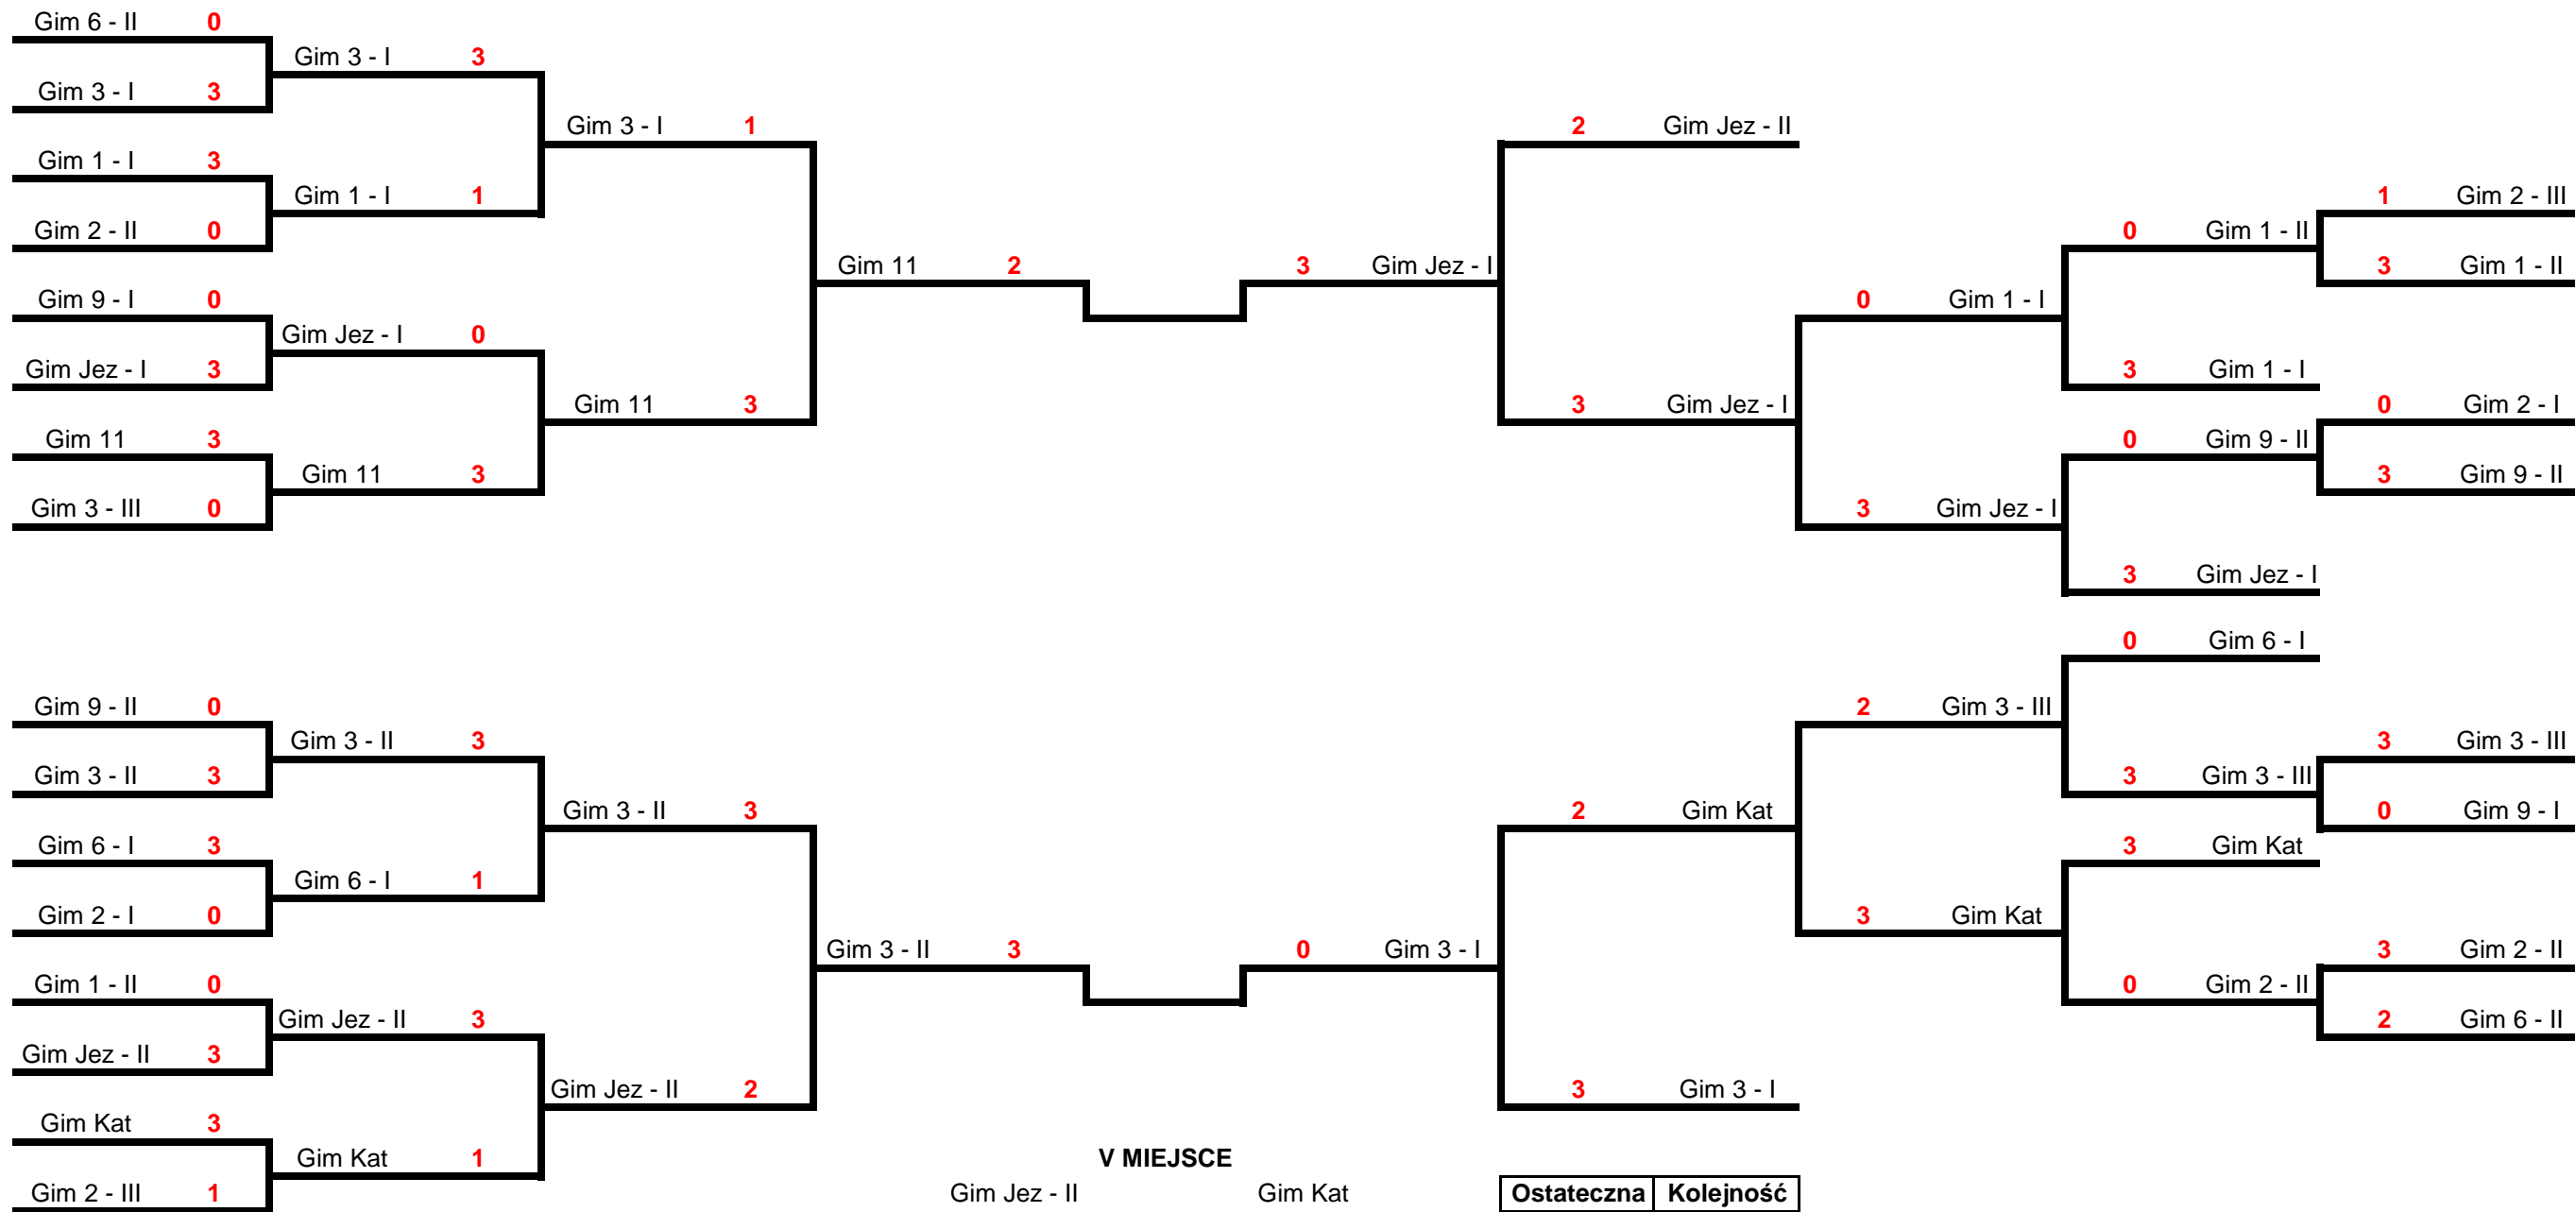 Gim 6 - II 0
Gim 3 - I 3
Gim 3 - I 3
Gim 3 - I 1
2 Gim Jez - II
Gim 1 - I 3
Gim 1 - I 1
1 Gim 2 - III
Gim 2 - II 0
0 Gim 1 - II
Gim 11 2
3 Gim Jez - I
3 Gim 1 - II
Gim 9 - I 0
0 Gim 1 - I
Gim Jez - I 0
Gim Jez - I 3
3 Gim 1 - I
Gim 11 3
3 Gim Jez - I
0 Gim 2 - I
Gim 11 3
0 Gim 9 - II
Gim 11 3
3 Gim 9 - II
Gim 3 - III 0
3 Gim Jez - I
3 Gim Jez - I
0 Gim 6 - I
Gim 9 - II 0
2 Gim 3 - III
Gim 3 - II 3
3 Gim 3 - III
Gim 3 - II 3
3 Gim 3 - III
Gim 3 - II 3
2 Gim Kat
0 Gim 9 - I
Gim 6 - I 3
3 Gim Kat
Gim 6 - I 1
Gim 2 - I 0
3 Gim Kat
Gim 3 - II 3
0 Gim 3 - I
3 Gim 2 - II
Gim 1 - II 0
0 Gim 2 - II
Gim Jez - II 3
2 Gim 6 - II
Gim Jez - II 3
Gim Jez - II 2
3 Gim 3 - I
Gim Kat 3
Gim Kat 1
V MIEJSCE
Gim 2 - III 1
Gim Jez - II Gim Kat
Ostateczna Kolejność